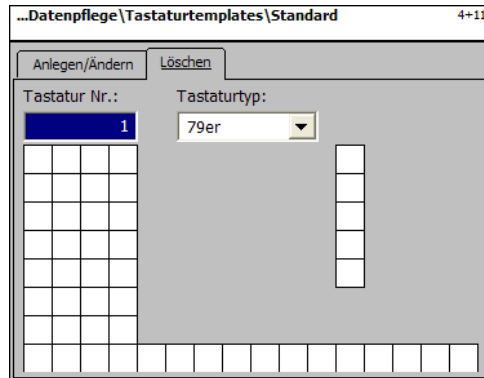 ...Datenpflege\Tastaturtemplates\Standard 4+11
Anlegen/Ändern Löschen
Tastatur Nr.: Tastaturtyp:
1 79er